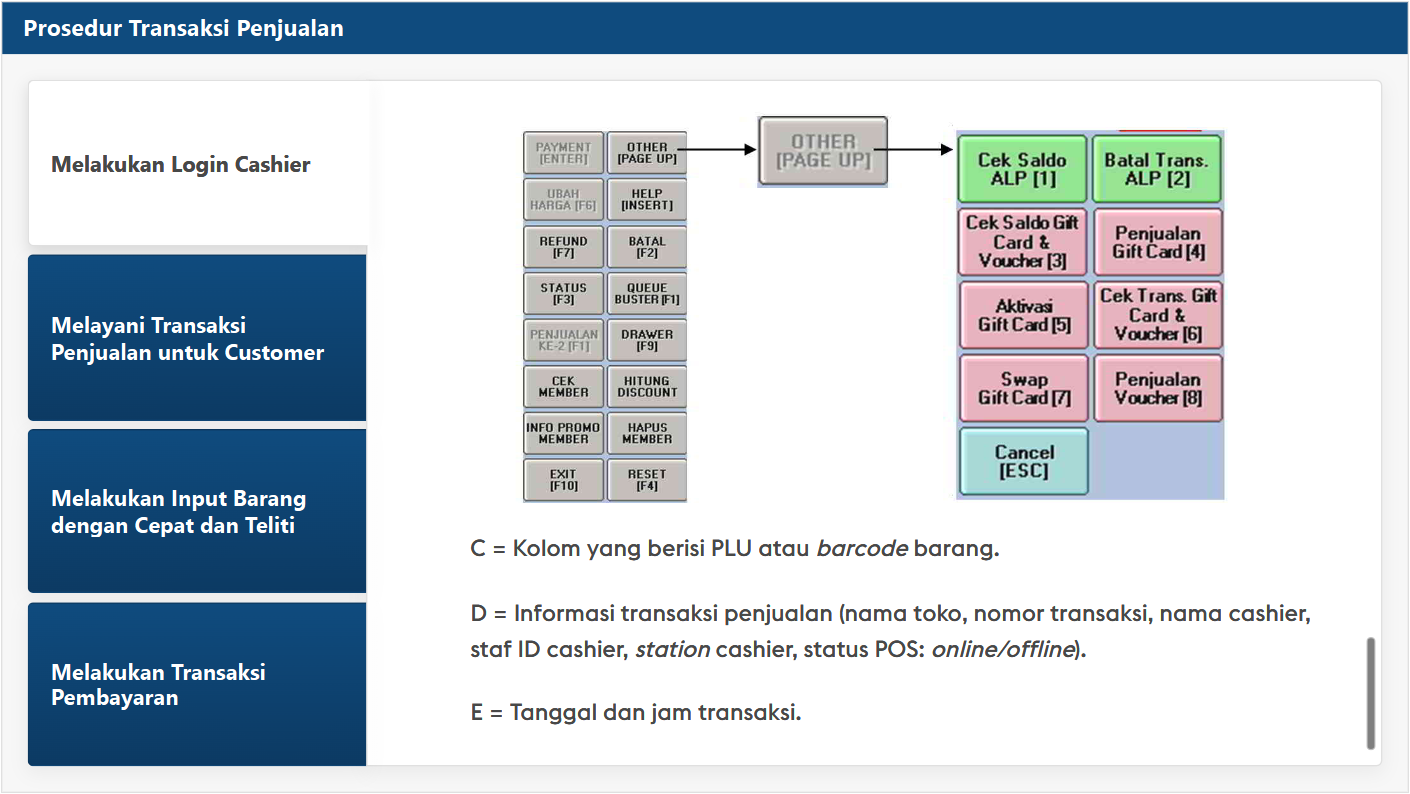 Prosedur Transaksi Penjualan
Melakukan Login Cashier
Melayani Transaksi
Penjualan untuk Customer
Melakukan Input Barang
dengan Cepat dan Teliti
Melakukan Transaksi
Pembayaran
PAYMENT
[ENTER]
OTHER
[PAGE UP]
UBAH
HARGA [F6]
HELP
[INSERT]
REFUND
[F7]
BATAL
[F2]
STATUS
[F3]
QUEUE
BUSTER [F1]
PENJUALAN
KE-2 [F1]
DRAWER
[F9]
CEK
MEMBER
HITUNG
DISCOUNT
INFO PROMO
MEMBER
HAPUS
MEMBER
EXIT
[F10]
RESET
[F4]
OTHER
[PAGE UP]
Cek Saldo
ALP [1]
Batal Trans.
ALP [2]
Cek Saldo Gift
Card &
Voucher [3]
Penjualan
Gift Card [4]
Aktivasi
Gift Card [5]
Cek Trans. Gift
Card &
Voucher [6]
Swap
Gift Card [7]
Penjualan
Voucher [8]
Cancel
[ESC]
C = Kolom yang berisi PLU atau barcode barang.
D = Informasi transaksi penjualan (nama toko, nomor transaksi, nama cashier,
staf ID cashier, station cashier, status POS: online/offline).
E = Tanggal dan jam transaksi.